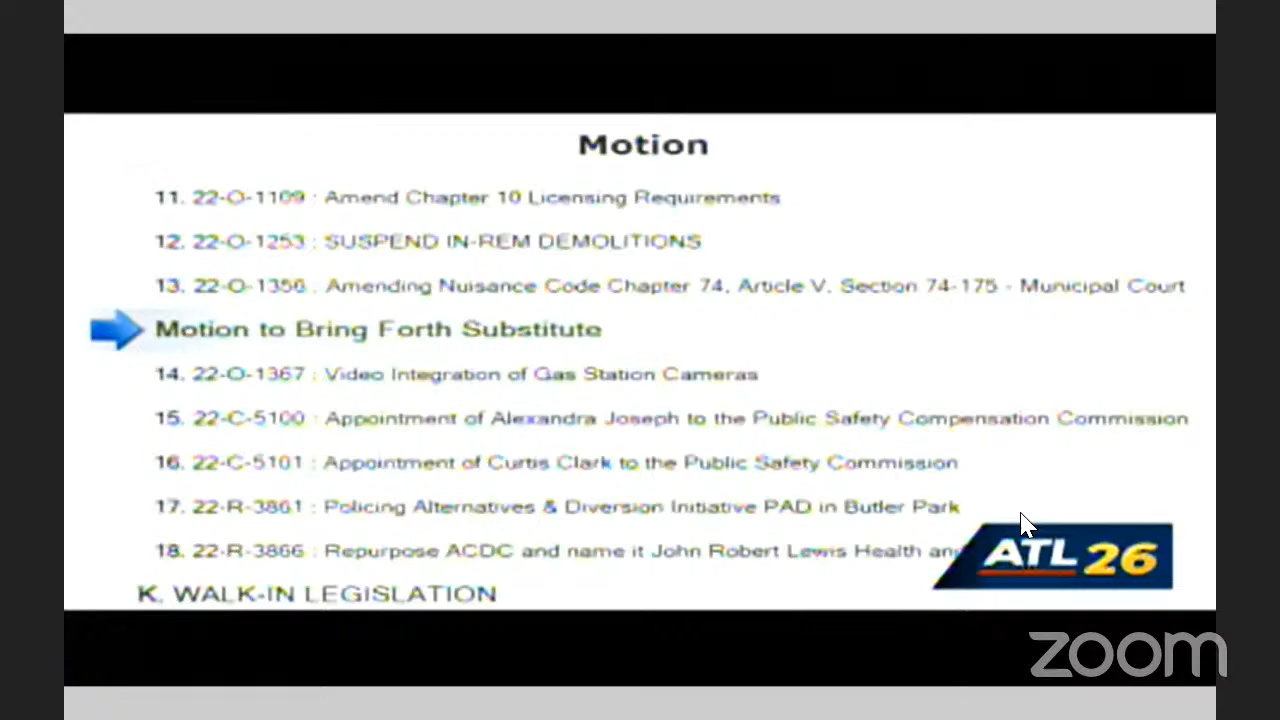 Motion
11. 22-O-1109 : Amend Chapter 10 Licensing Requirements
12. 22-O-1253 : SUSPEND IN-REM DEMOLITIONS
13. 22-O-1356 : Amending Nuisance Code Chapter 74, Article V, Section 74-175 - Municipal Court
Motion to Bring Forth Substitute
14. 22-O-1367 : Video Integration of Gas Station Cameras
15. 22-C-5100 : Appointment of Alexandra Joseph to the Public Safety Compensation Commission
16. 22-C-5101 : Appointment of Curtis Clark to the Public Safety Commission
17. 22-R-3861 : Policing Alternatives & Diversion Initiative PAD in Butler Park
18. 22-R-3866 : Repurpose ACDC and name it John Robert Lewis Health
K. WALK-IN LEGISLATION
ATL 26
zoom